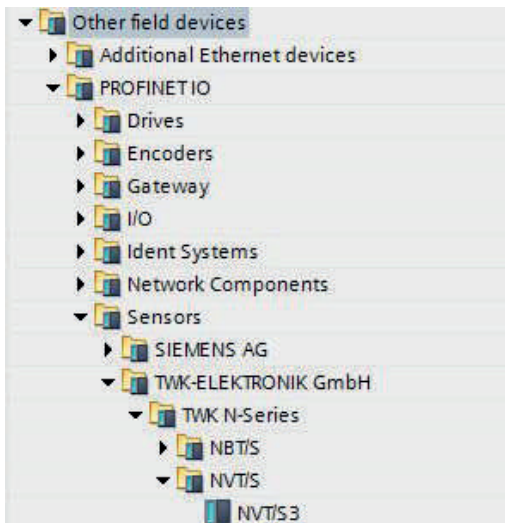 Other field devices
Additional Ethernet devices
PROFINET IO
Drives
Encoders
Gateway
I/O
Ident Systems
Network Components
Sensors
SIEMENS AG
TWK-ELEKTRONIK GmbH
TWK N-Series
NBT/S
NVT/S
NVT/S3